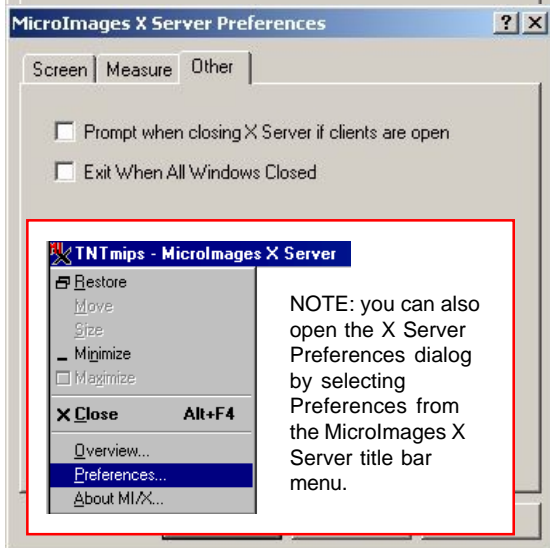 MicroImages X Server Preferences
Screen Measure Other
Prompt when closing X Server if clients are open
Exit When All Windows Closed
TNTmips - MicroImages X Server
Restore
Move
Size
Minimize
Maximize
Close Alt+F4
Overview...
Preferences...
About MI/X...
NOTE: you can also
open the X Server
Preferences dialog
by selecting
Preferences from
the MicroImages X
Server title bar
menu.